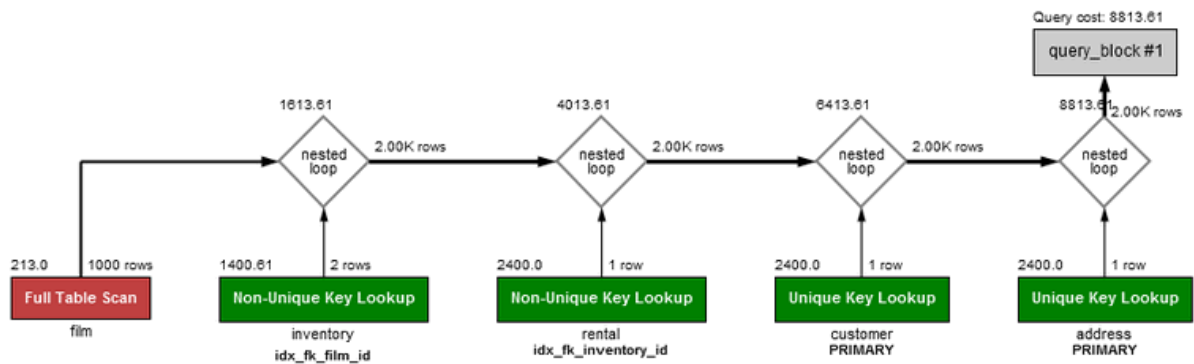 Query cost: 8813.61
query_block #1
1613.61
4013.61
6413.61
8813.61
2.00K rows
nested
loop
2.00K rows
nested
loop
2.00K rows
nested
loop
2.00K rows
nested
loop
213.0 1000 rows
1400.61 2 rows
2400.0 1 row
2400.0 1 row
2400.0 1 row
Full Table Scan
Non-Unique Key Lookup
Non-Unique Key Lookup
Unique Key Lookup
Unique Key Lookup
film
inventory
rental
customer
address
idx_fk_film_id
idx_fk_inventory_id
PRIMARY
PRIMARY